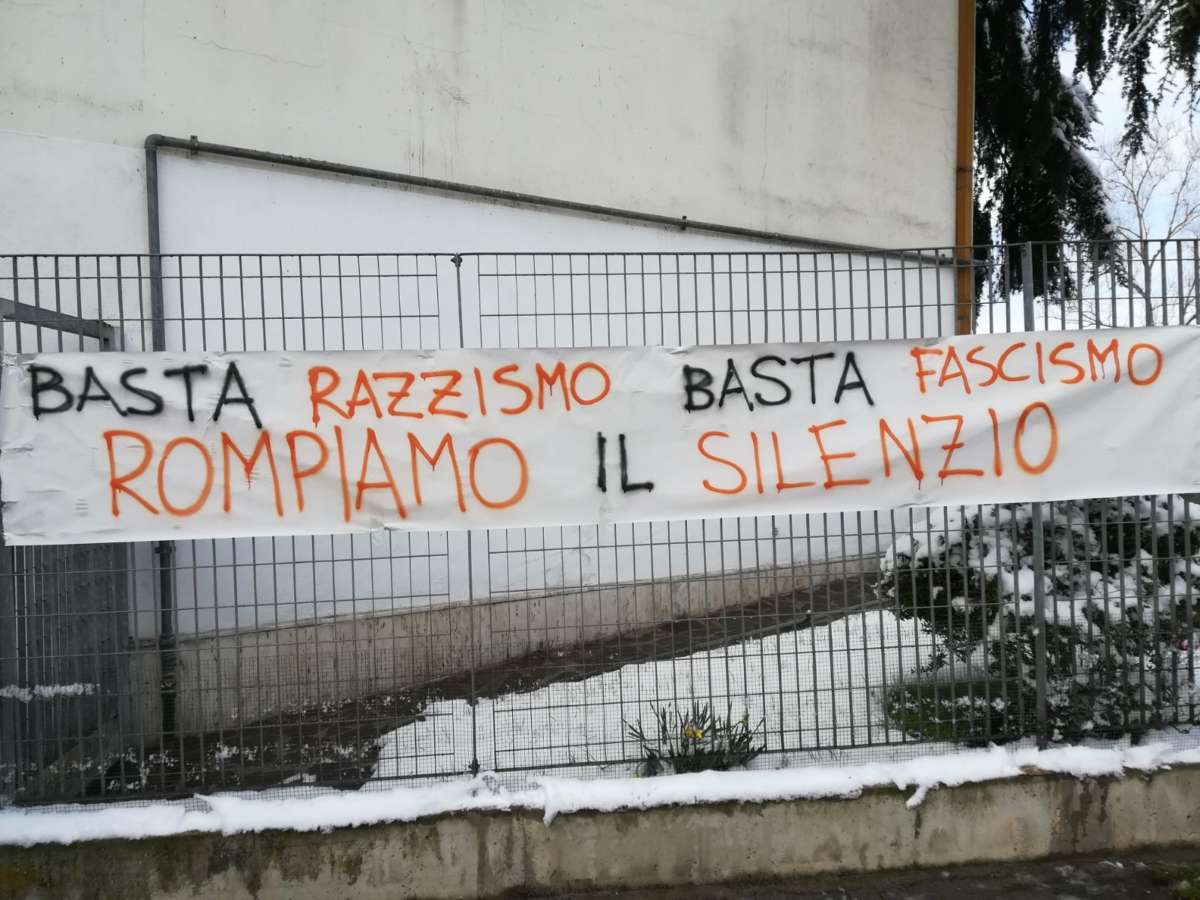 BASTA RAZZISMO BASTA FASCISMO
ROMPIAMO IL SILENZIO